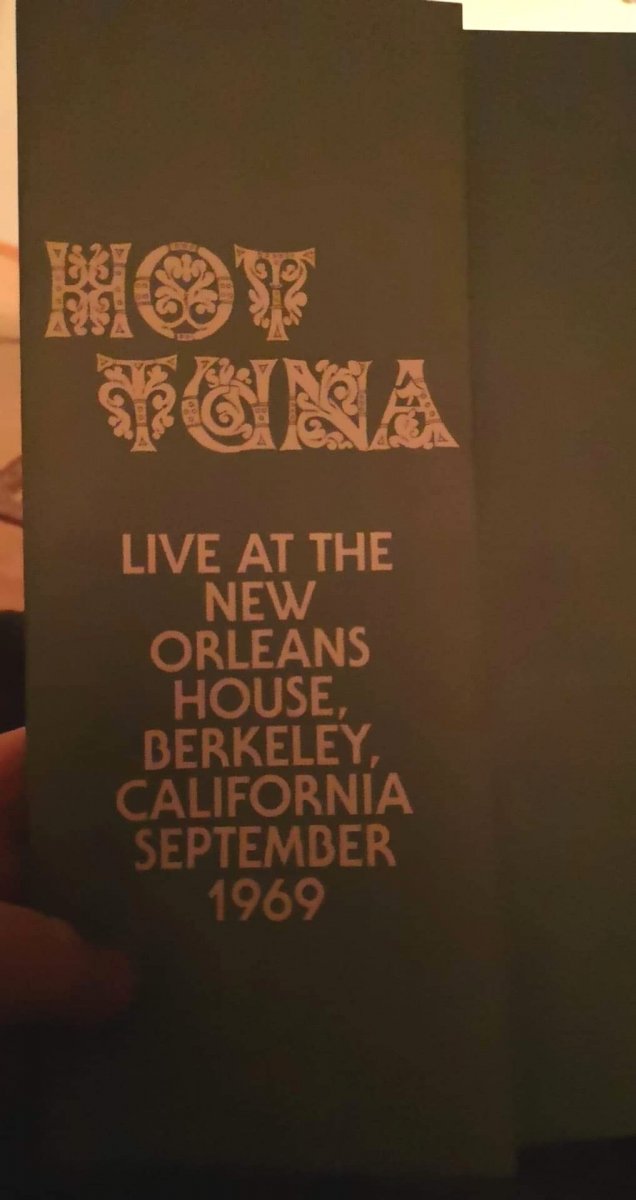 HOT
TUNA
LIVE AT THE
NEW
ORLEANS
HOUSE,
BERKELEY,
CALIFORNIA
SEPTEMBER
1969